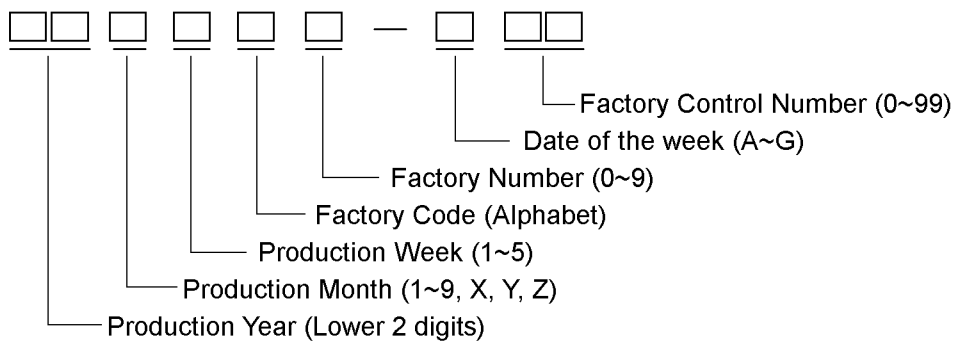 Factory Control Number (0~99)
Date of the week (A~G)
Factory Number (0~9)
Factory Code (Alphabet)
Production Week (1~5)
Production Month (1~9, X, Y, Z)
Production Year (Lower 2 digits)